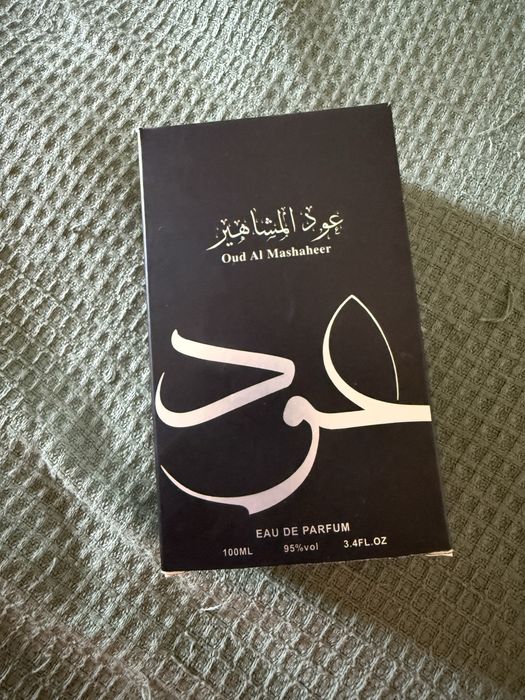 عود المشاهير
Oud Al Mashaheer
عود
EAU DE PARFUM
100ML 95%vol 3.4FL.OZ